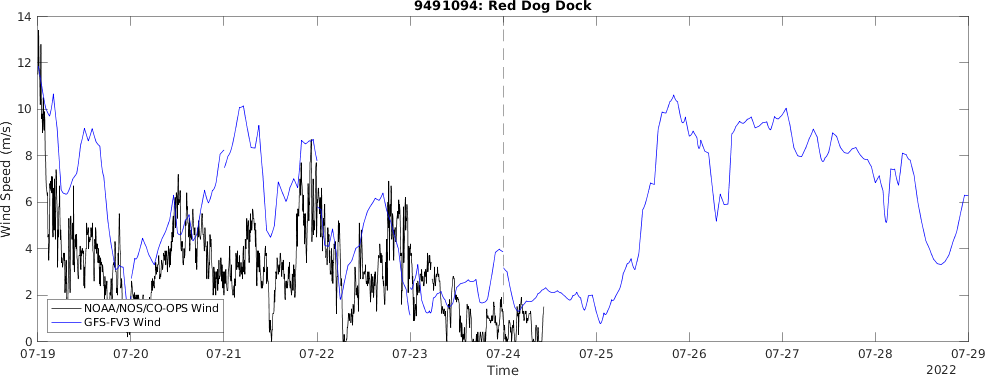 9491094: Red Dog Dock
Wind Speed (m/s)
14
12
10
8
6
4
2
0
NOAA/NOS/CO-OPS Wind
GFS-FV3 Wind
07-19 07-20 07-21 07-22 07-23 07-24 07-25 07-26 07-27 07-28 07-29
Time
2022